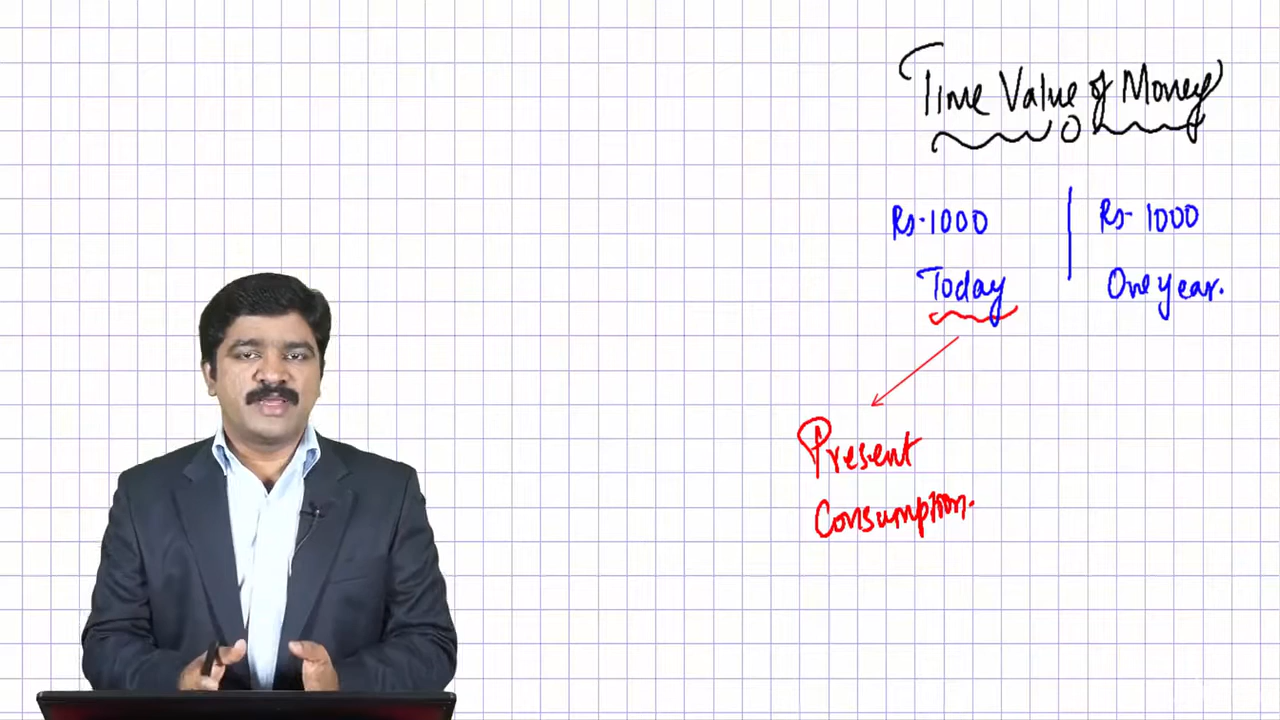 Time Value of Money
Rs. 1000 | Rs. 1000
Today One year.
Present
Consumption.